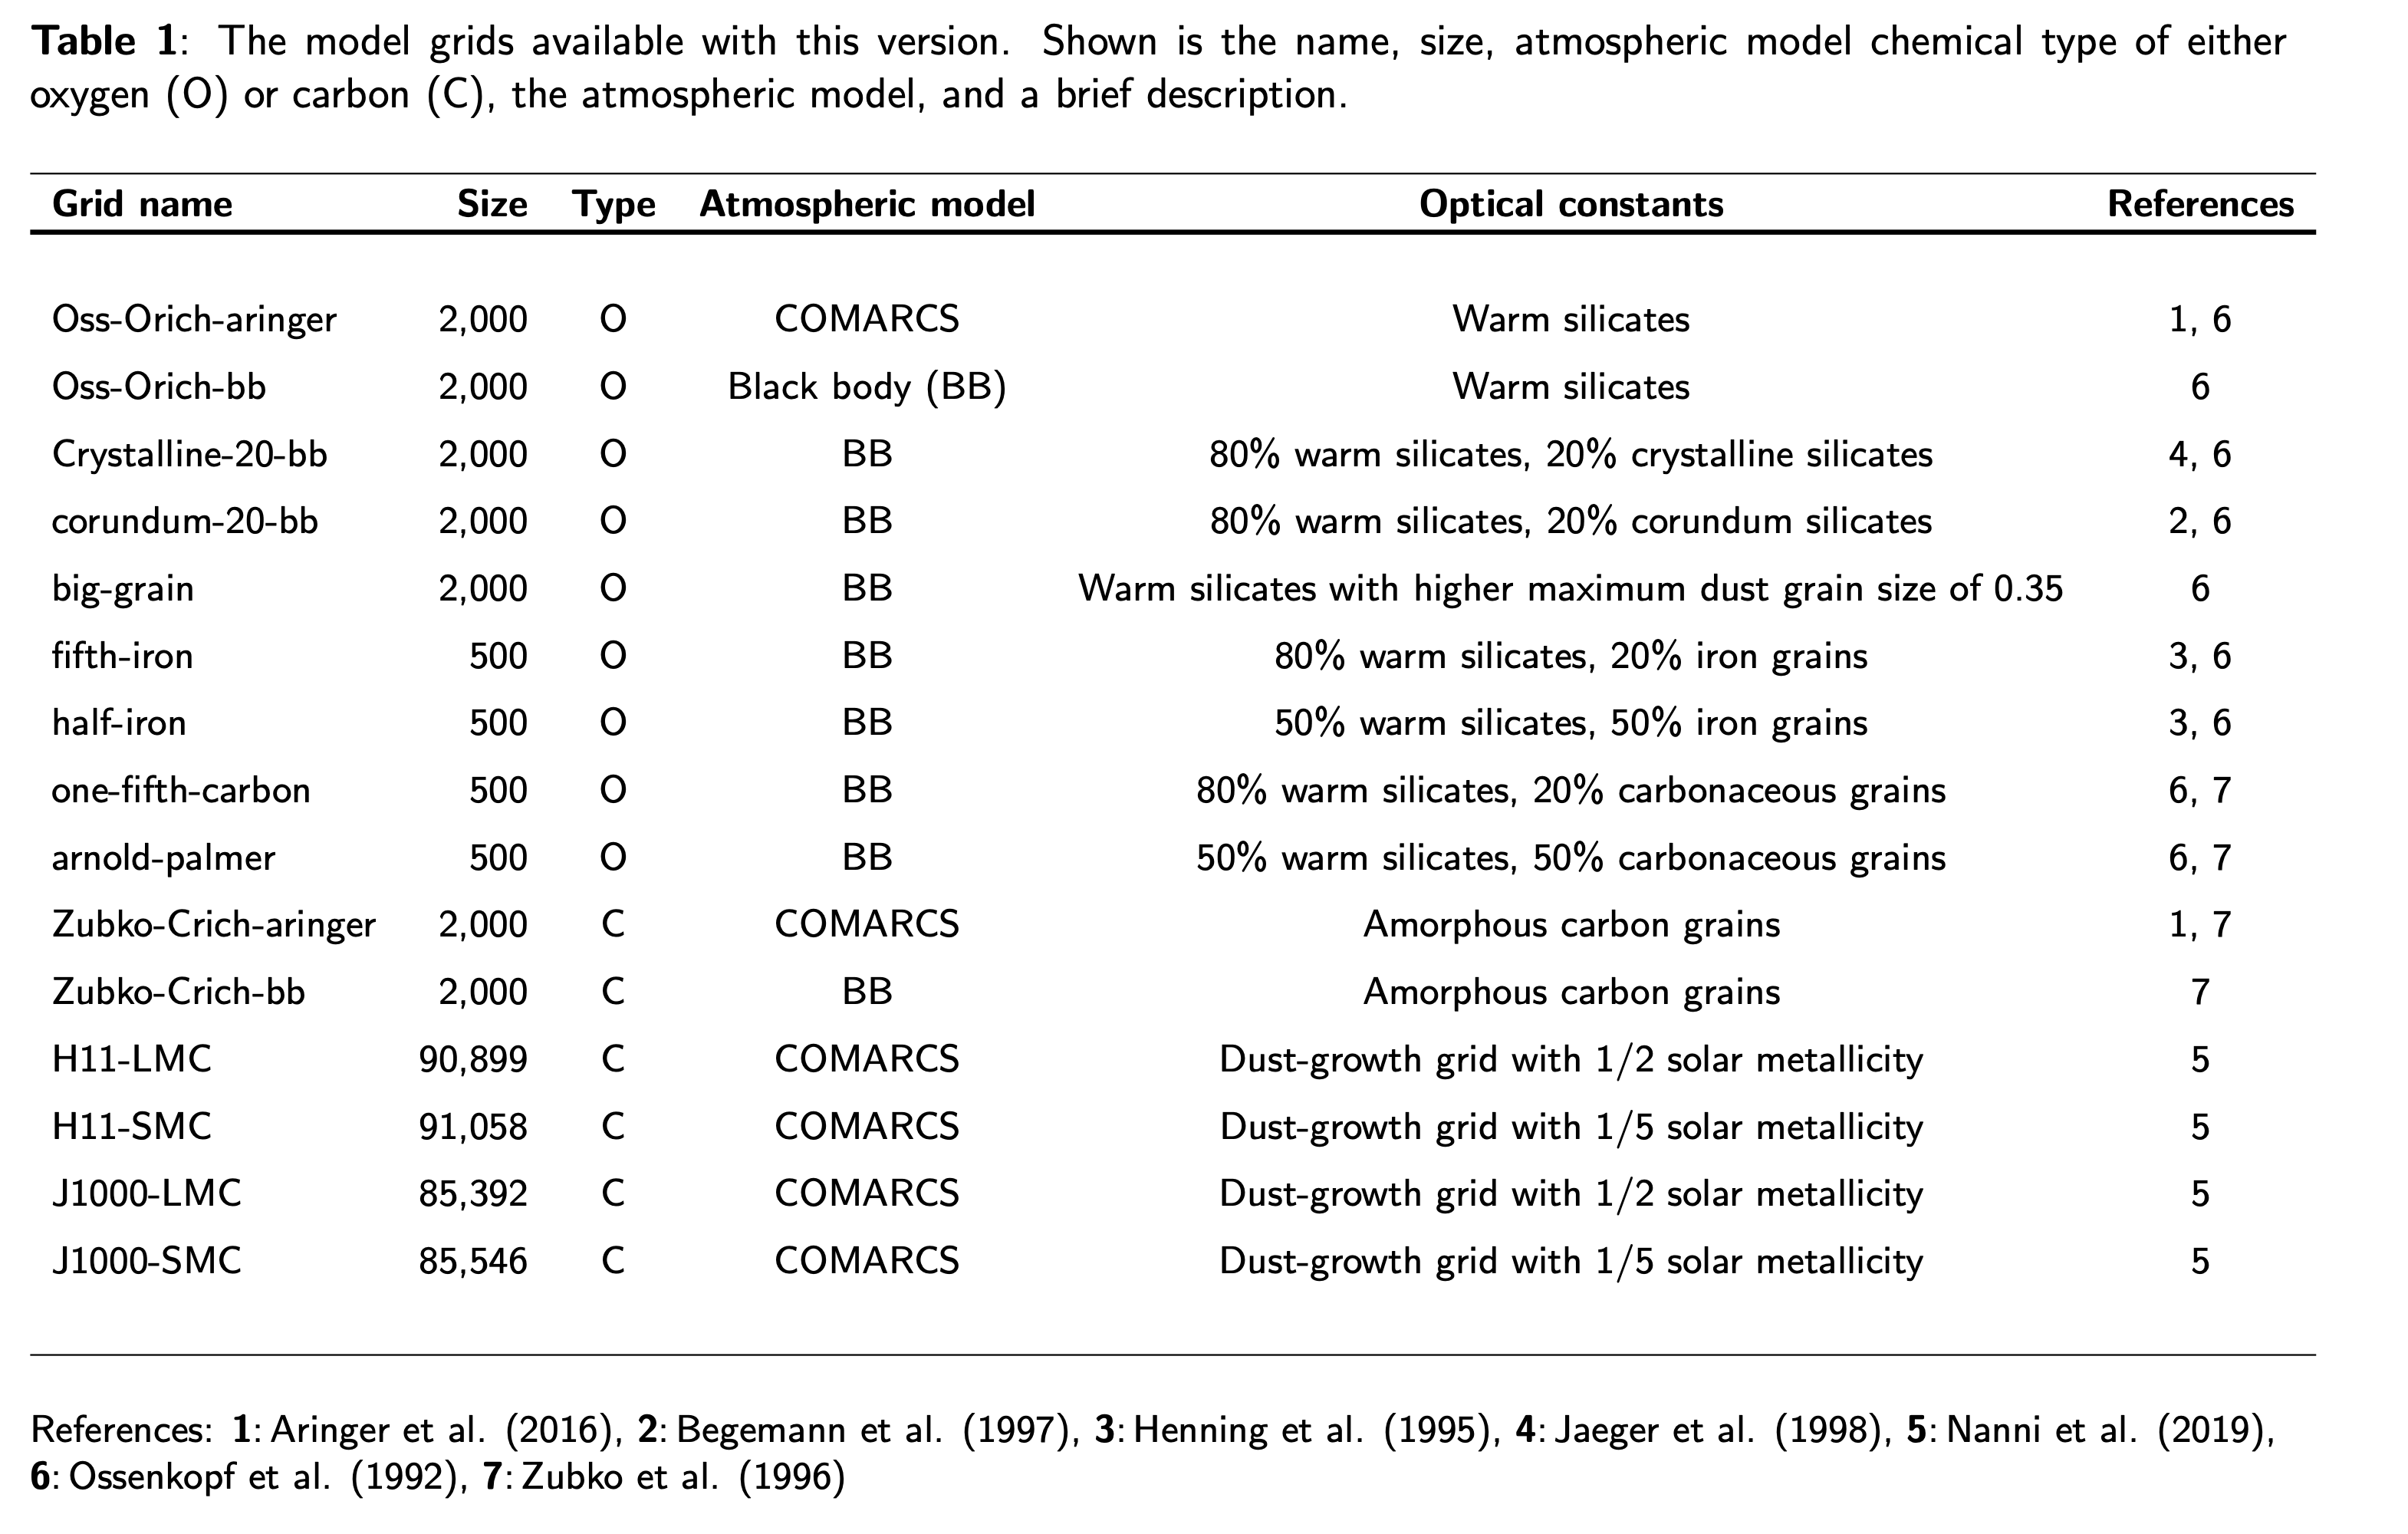 Table 1: The model grids available with this version. Shown is the name, size, atmospheric model chemical type of either
oxygen (O) or carbon (C), the atmospheric model, and a brief description.
Grid name Size Type Atmospheric model Optical constants References
Oss-Orich-aringer 2,000 O COMARCS Warm silicates 1, 6
Oss-Orich-bb 2,000 O Black body (BB) Warm silicates 6
Crystalline-20-bb 2,000 O BB 80% warm silicates, 20% crystalline silicates 4, 6
corundum-20-bb 2,000 O BB 80% warm silicates, 20% corundum silicates 2, 6
big-grain 2,000 O BB Warm silicates with higher maximum dust grain size of 0.35 6
fifth-iron 500 O BB 80% warm silicates, 20% iron grains 3, 6
half-iron 500 O BB 50% warm silicates, 50% iron grains 3, 6
one-fifth-carbon 500 O BB 80% warm silicates, 20% carbonaceous grains 6, 7
arnold-palmer 500 O BB 50% warm silicates, 50% carbonaceous grains 6, 7
Zubko-Crich-aringer 2,000 C COMARCS Amorphous carbon grains 1, 7
Zubko-Crich-bb 2,000 C BB Amorphous carbon grains 7
H11-LMC 90,899 C COMARCS Dust-growth grid with 1/2 solar metallicity 5
H11-SMC 91,058 C COMARCS Dust-growth grid with 1/5 solar metallicity 5
J1000-LMC 85,392 C COMARCS Dust-growth grid with 1/2 solar metallicity 5
J1000-SMC 85,546 C COMARCS Dust-growth grid with 1/5 solar metallicity 5
References: 1: Aringer et al. (2016), 2: Begemann et al. (1997), 3: Henning et al. (1995), 4: Jaeger et al. (1998), 5: Nanni et al. (2019),
6: Ossenkopf et al. (1992), 7: Zubko et al. (1996)